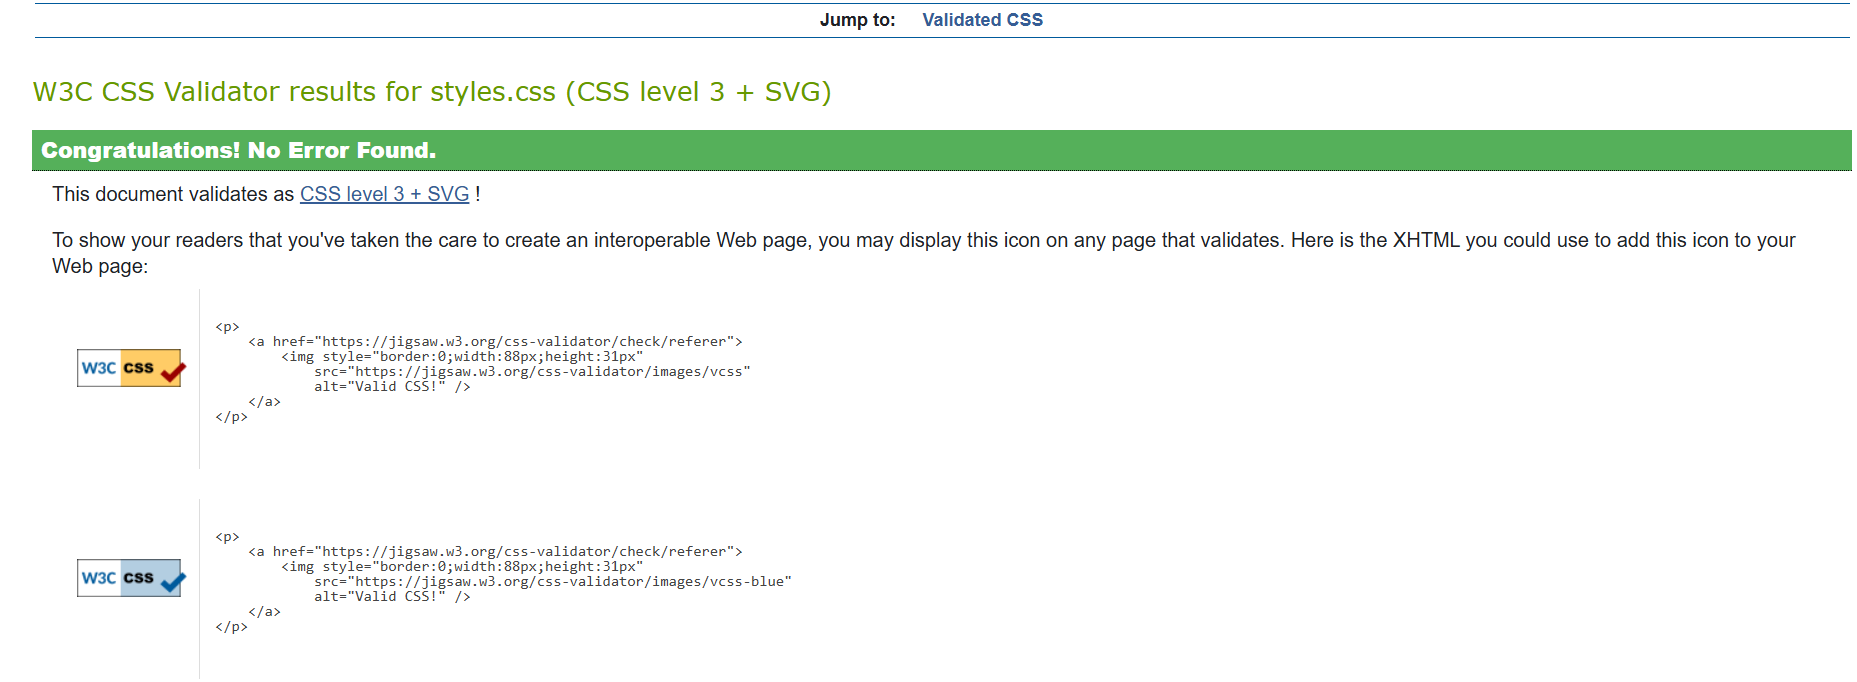 Jump to: Validated CSS
W3C CSS Validator results for styles.css (CSS level 3 + SVG)
Congratulations! No Error Found.
This document validates as CSS level 3 + SVG !
To show your readers that you've taken the care to create an interoperable Web page, you may display this icon on any page that validates. Here is the XHTML you could use to add this icon to your
Web page:
W3C css
<p>
    <a href="https://jigsaw.w3.org/css-validator/check/referer">
        <img style="border:0;width:88px;height:31px"
            src="https://jigsaw.w3.org/css-validator/images/vcss"
            alt="Valid CSS!" />
    </a>
</p>
W3C css
<p>
    <a href="https://jigsaw.w3.org/css-validator/check/referer">
        <img style="border:0;width:88px;height:31px"
            src="https://jigsaw.w3.org/css-validator/images/vcss-blue"
            alt="Valid CSS!" />
    </a>
</p>